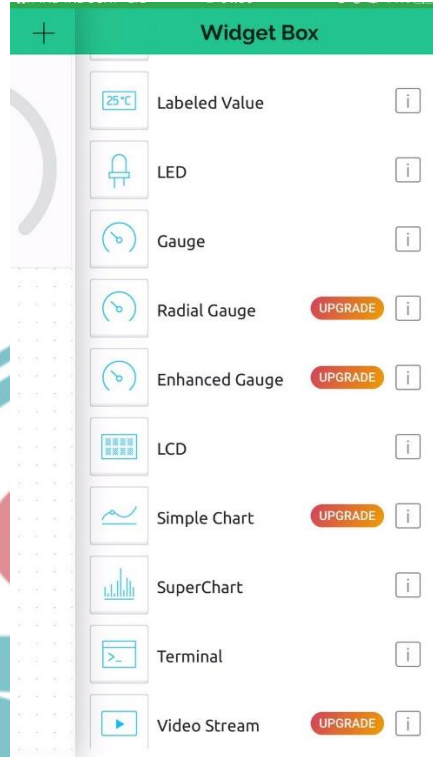 + Widget Box
25°C Labeled Value i
LED i
Gauge i
Radial Gauge UPGRADE i
Enhanced Gauge UPGRADE i
LCD i
Simple Chart UPGRADE i
SuperChart i
>_ Terminal i
Video Stream UPGRADE i